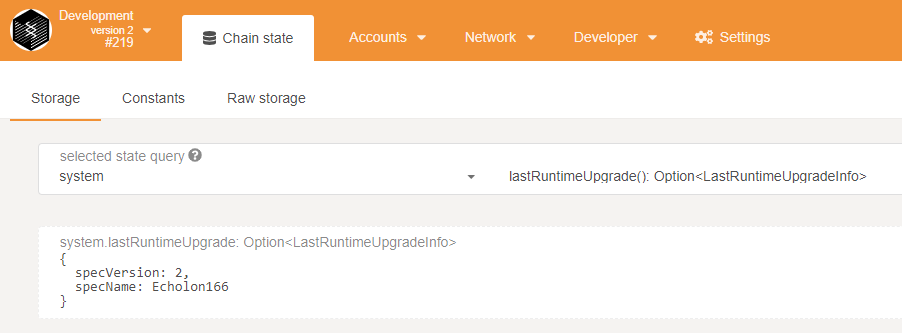 Development
version 2
#219
Chain state
Accounts
Network
Developer
Settings
Storage
Constants
Raw storage
selected state query
system
lastRuntimeUpgrade(): Option<LastRuntimeUpgradeInfo>
system.lastRuntimeUpgrade: Option<LastRuntimeUpgradeInfo>
{
  specVersion: 2,
  specName: Echolon166
}